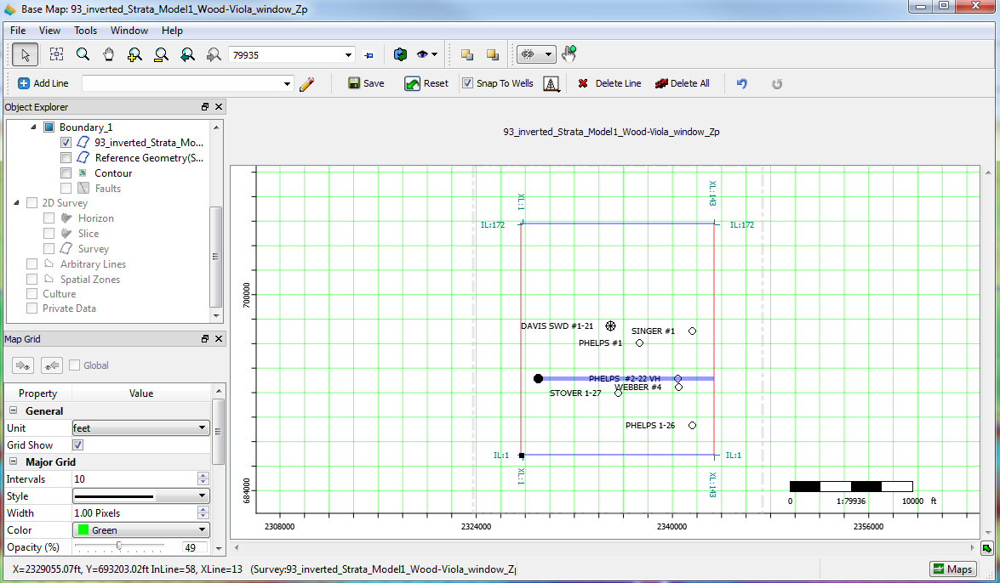 Base Map: 93_inverted_Strata_Model1_Wood-Viola_window_Zp
File View Tools Window Help
79935
Add Line Save Reset Snap To Wells Delete Line Delete All
Object Explorer
Boundary_1
93_inverted_Strata_Mo...
Reference Geometry(S...
Contour
Faults
2D Survey
Horizon
Slice
Survey
Arbitrary Lines
Spatial Zones
Culture
Private Data
Map Grid
Global
Property Value
General
Unit feet
Grid Show
Major Grid
Intervals 10
Style
Width 1.00 Pixels
Color Green
Opacity (%) 49
93_inverted_Strata_Model1_Wood-Viola_window_Zp
XL:1 XL:143
IL:172 IL:172
700000
DAVIS SWD #1-21
SINGER #1
PHELPS #1
PHELPS #2-22 VH
WEBBER #4
STOVER 1-27
PHELPS 1-26
IL:1 IL:1
XL:1 XL:143
684000
0 1:79936 10000 ft
2308000 2324000 2340000 2356000
X=2329055.07ft, Y=693203.02ft InLine=58, XLine=13 (Survey:93_inverted_Strata_Model1_Wood-Viola_window_Zp
Maps